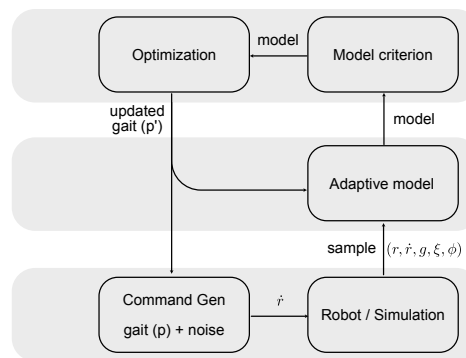 model
Optimization
Model criterion
updated
gait (p')
model
Adaptive model
sample
(r, ṙ, g, ξ, ϕ)
Command Gen
gait (p) + noise
ṙ
Robot / Simulation